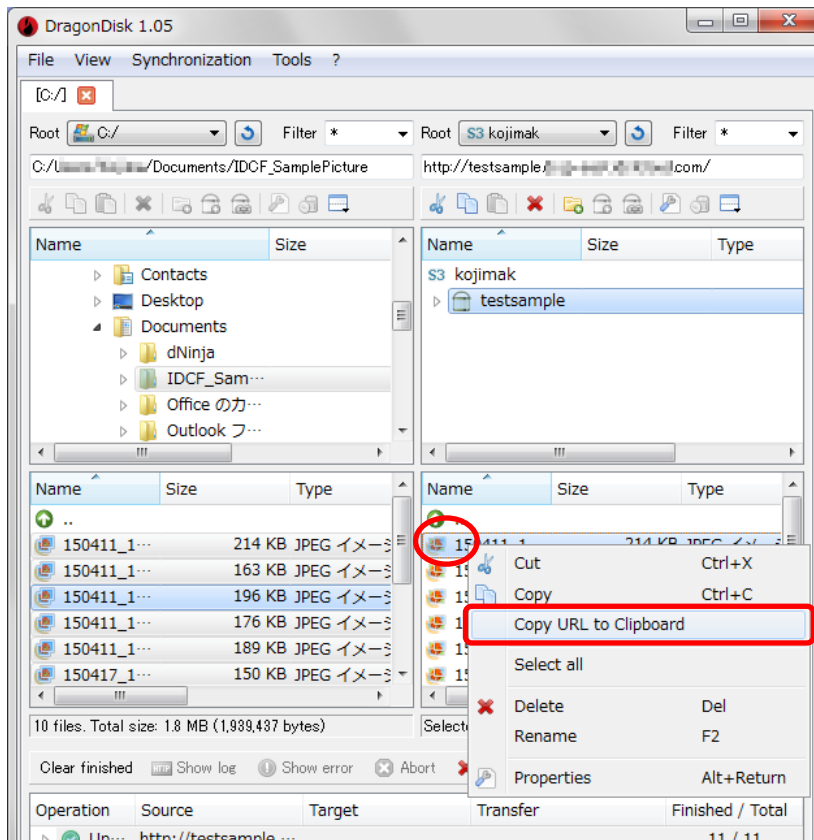 DragonDisk 1.05
File View Synchronization Tools ?
[C:/]
Root C:/ Filter *
Root S3 kojimak Filter *
C:/ /Documents/IDCF_SamplePicture
http://testsample. .com/
Name Size
Name Size Type
Contacts
Desktop
Documents
dNinja
IDCF_Sam…
Office のカ…
Outlook フ…
S3 kojimak
testsample
Name Size Type
..
150411_1… 214 KB JPEG イメージ
150411_1… 163 KB JPEG イメージ
150411_1… 196 KB JPEG イメージ
150411_1… 176 KB JPEG イメージ
150411_1… 189 KB JPEG イメージ
150417_1… 150 KB JPEG イメージ
Name Size Type
..
150411_1 214 KB JPEG イメ
Cut Ctrl+X
Copy Ctrl+C
Copy URL to Clipboard
Select all
Delete Del
Rename F2
Properties Alt+Return
10 files. Total size: 1.8 MB (1,939,437 bytes)
Select
Clear finished Show log Show error Abort
Operation Source Target Transfer Finished / Total
Up… http://testsample.… 11 / 11